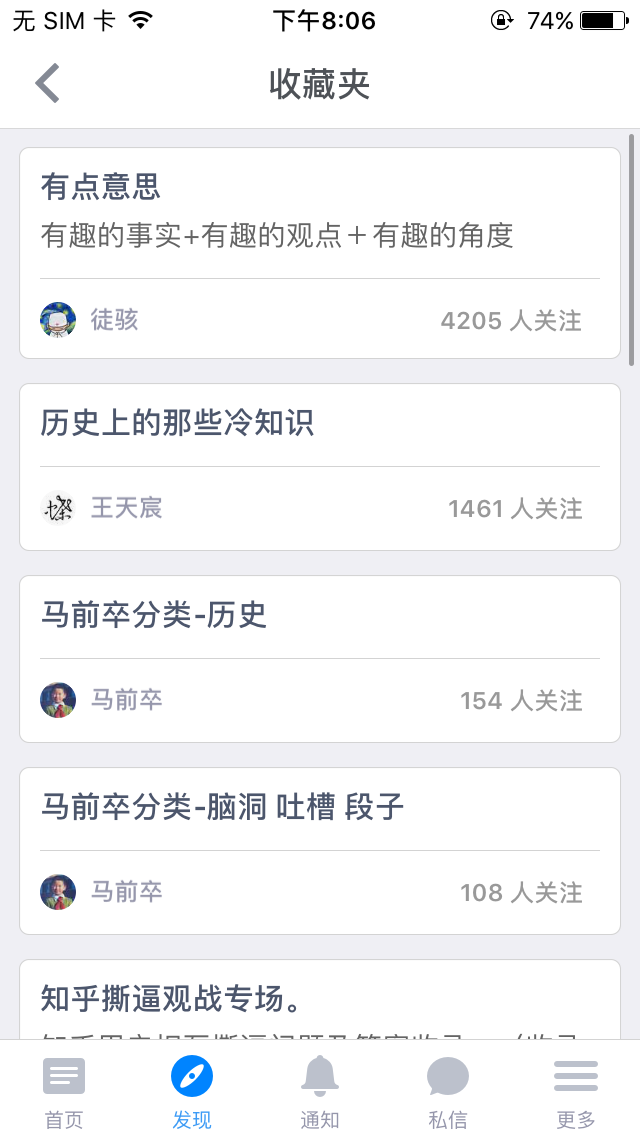 无 SIM 卡 下午8:06 74%
收藏夹
有点意思
有趣的事实+有趣的观点＋有趣的角度
徒骇 4205 人关注
历史上的那些冷知识
王天宸 1461 人关注
马前卒分类-历史
马前卒 154 人关注
马前卒分类-脑洞 吐槽 段子
马前卒 108 人关注
知乎撕逼观战专场。
首页 发现 通知 私信 更多